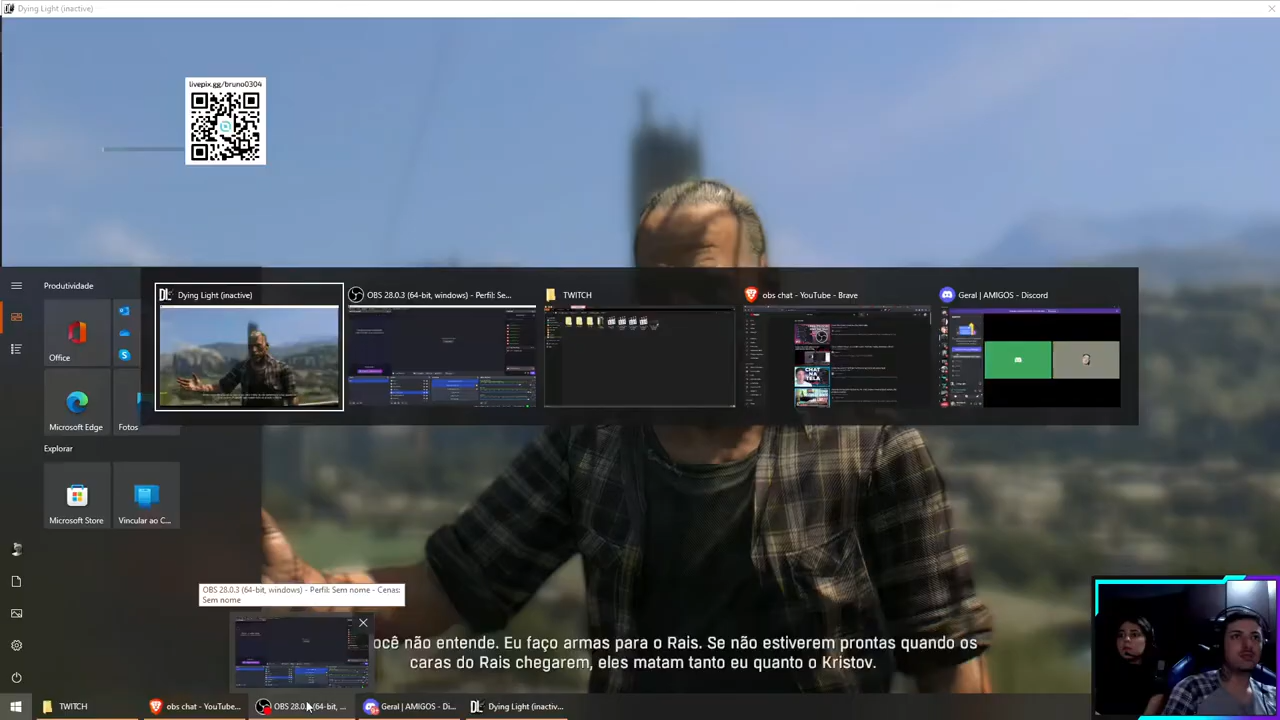 Dying Light (inactive)
livepix.gg/bruno0304
Produtividade
Office
Microsoft Edge
Fotos
Explorar
Microsoft Store
Vincular ao C...
Dying Light (inactive)
OBS 28.0.3 (64-bit, windows) - Perfil: Se...
TWITCH
obs chat - YouTube - Brave
Geral | AMIGOS - Discord
OBS 28.0.3 (64-bit, windows) - Perfil: Sem nome - Cenas:
Sem nome
ocê não entende. Eu faço armas para o Rais. Se não estiverem prontas quando os
caras do Rais chegarem, eles matam tanto eu quanto o Kristov.
TWITCH
obs chat - YouTube...
OBS 28.0. (64-bit, ...
Geral | AMIGOS - Di...
Dying Light (inactiv...